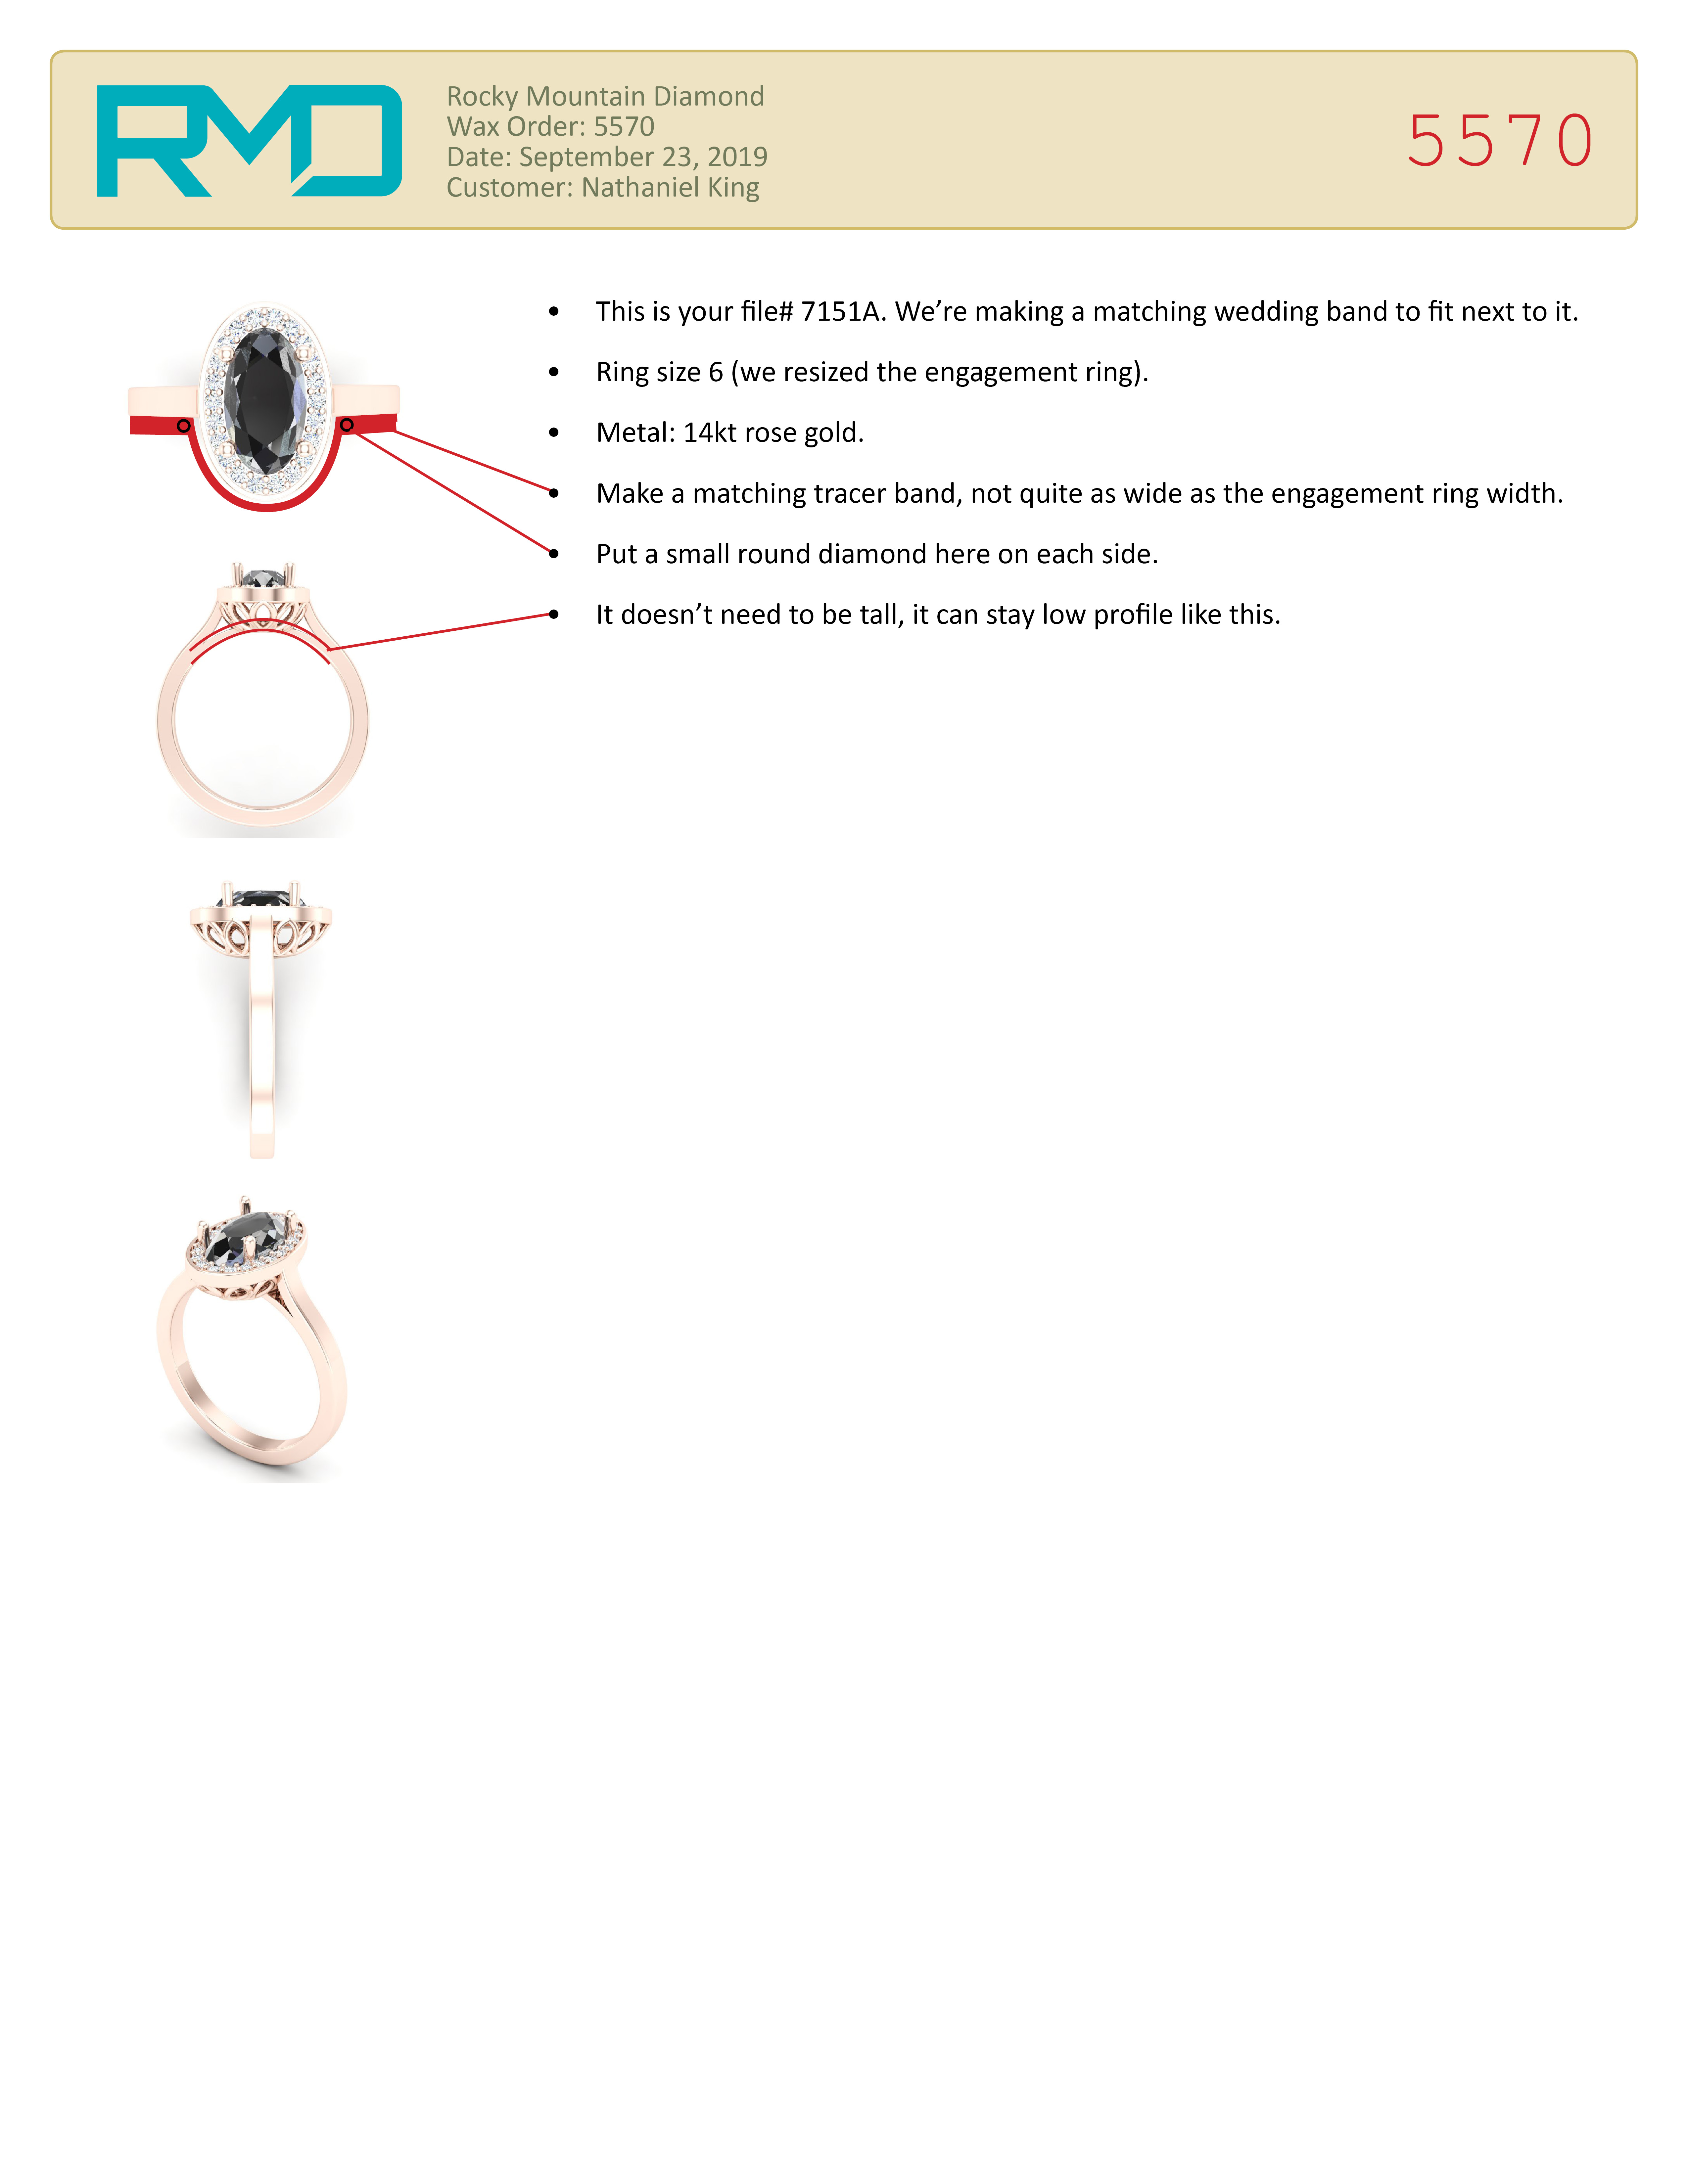 RMD
Rocky Mountain Diamond
Wax Order: 5570
Date: September 23, 2019
Customer: Nathaniel King
5570
• This is your file# 7151A. We’re making a matching wedding band to fit next to it.
• Ring size 6 (we resized the engagement ring).
• Metal: 14kt rose gold.
• Make a matching tracer band, not quite as wide as the engagement ring width.
• Put a small round diamond here on each side.
• It doesn’t need to be tall, it can stay low profile like this.